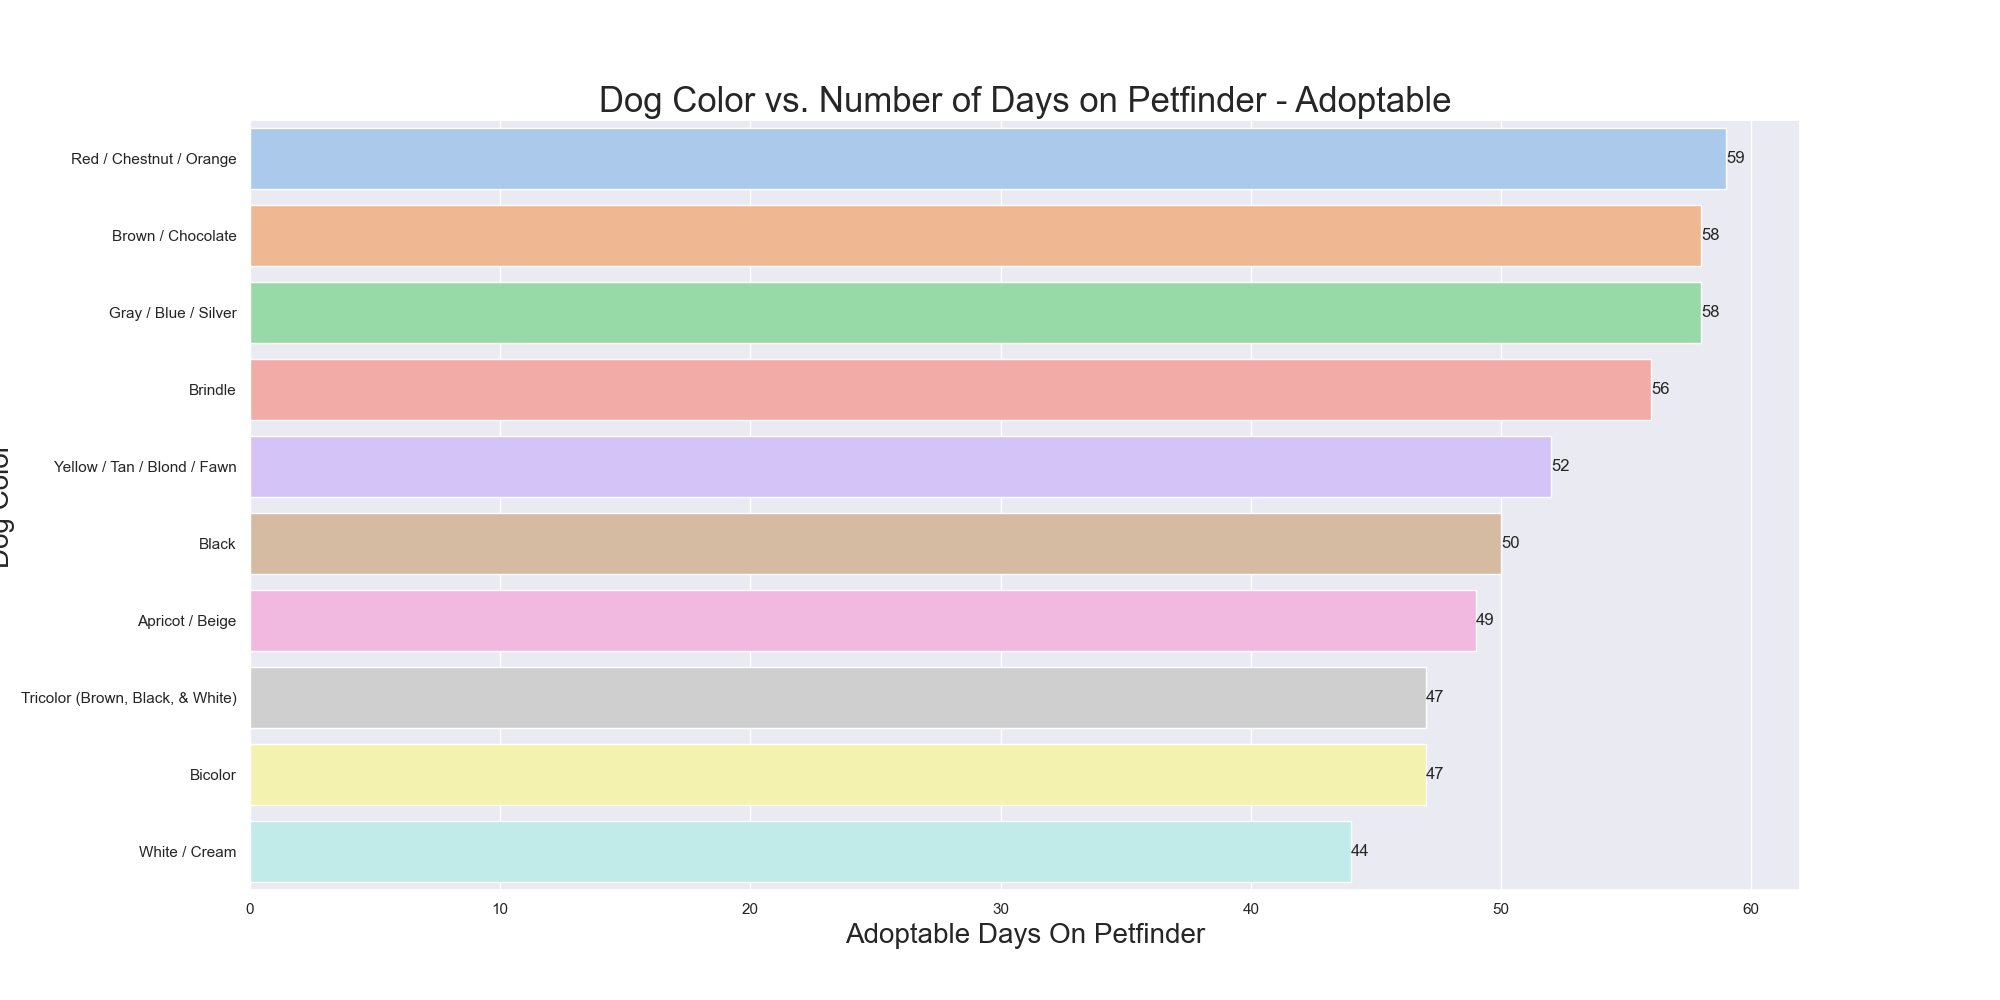 Dog Color vs. Number of Days on Petfinder - Adoptable
Red / Chestnut / Orange
59
Brown / Chocolate
58
Gray / Blue / Silver
58
Brindle
56
Yellow / Tan / Blond / Fawn
52
Black
50
Apricot / Beige
49
Tricolor (Brown, Black, & White)
47
Bicolor
47
White / Cream
44
Dog Color
0 10 20 30 40 50 60
Adoptable Days On Petfinder